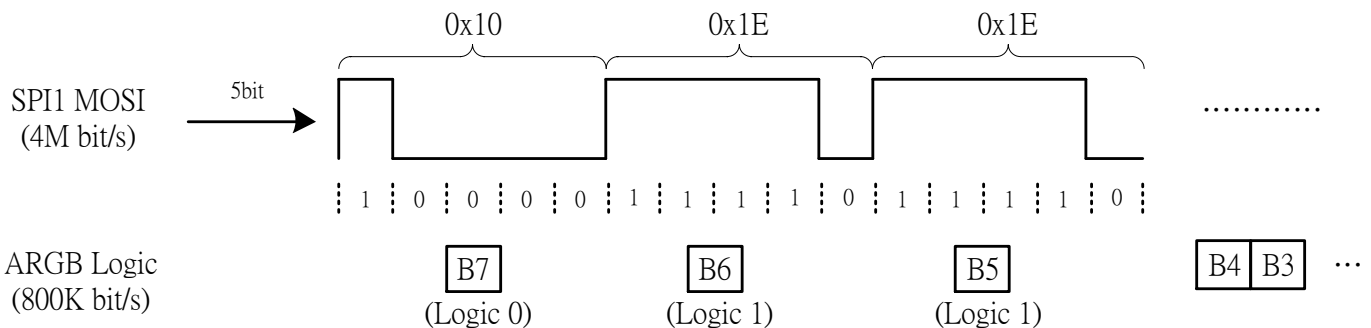 0x10 0x1E 0x1E
SPI1 MOSI
(4M bit/s)
5bit
............
1 0 0 0 0 1 1 1 1 0 1 1 1 1 0
ARGB Logic
(800K bit/s)
B7 B6 B5 B4 B3 ...
(Logic 0) (Logic 1) (Logic 1)